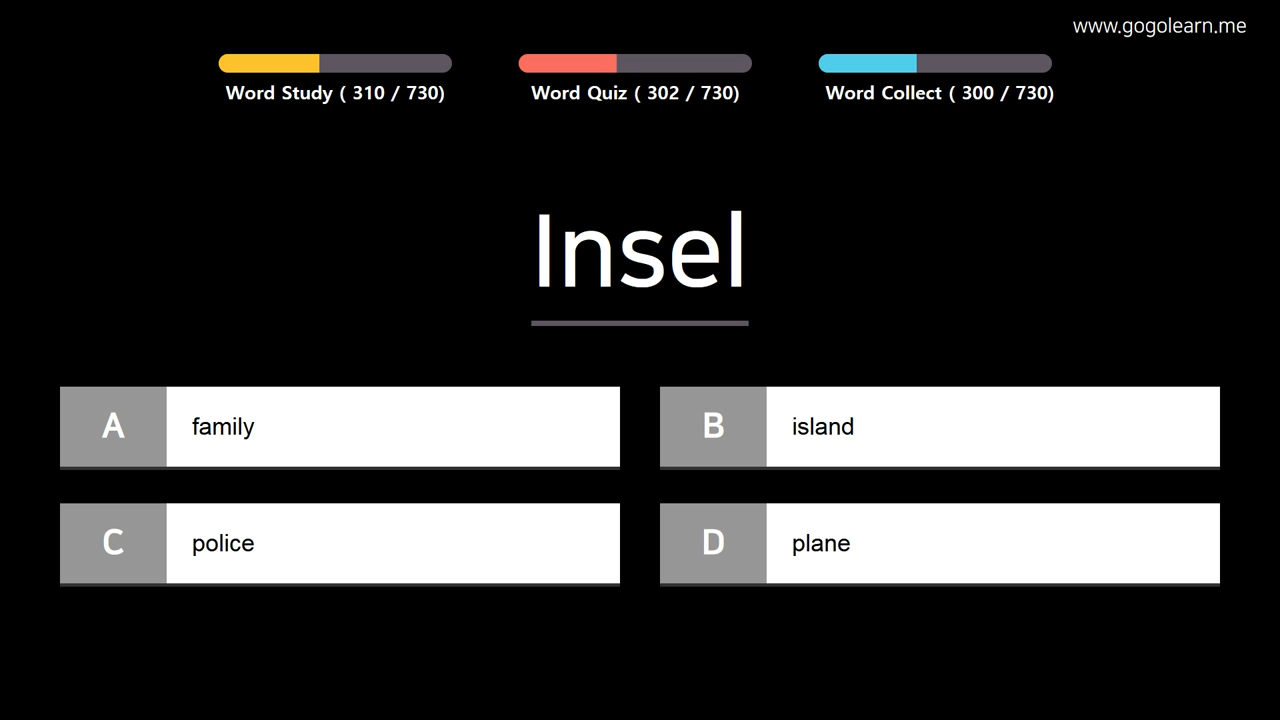 www.gogolearn.me
Word Study ( 310 / 730)
Word Quiz ( 302 / 730)
Word Collect ( 300 / 730)
Insel
A family
B island
C police
D plane